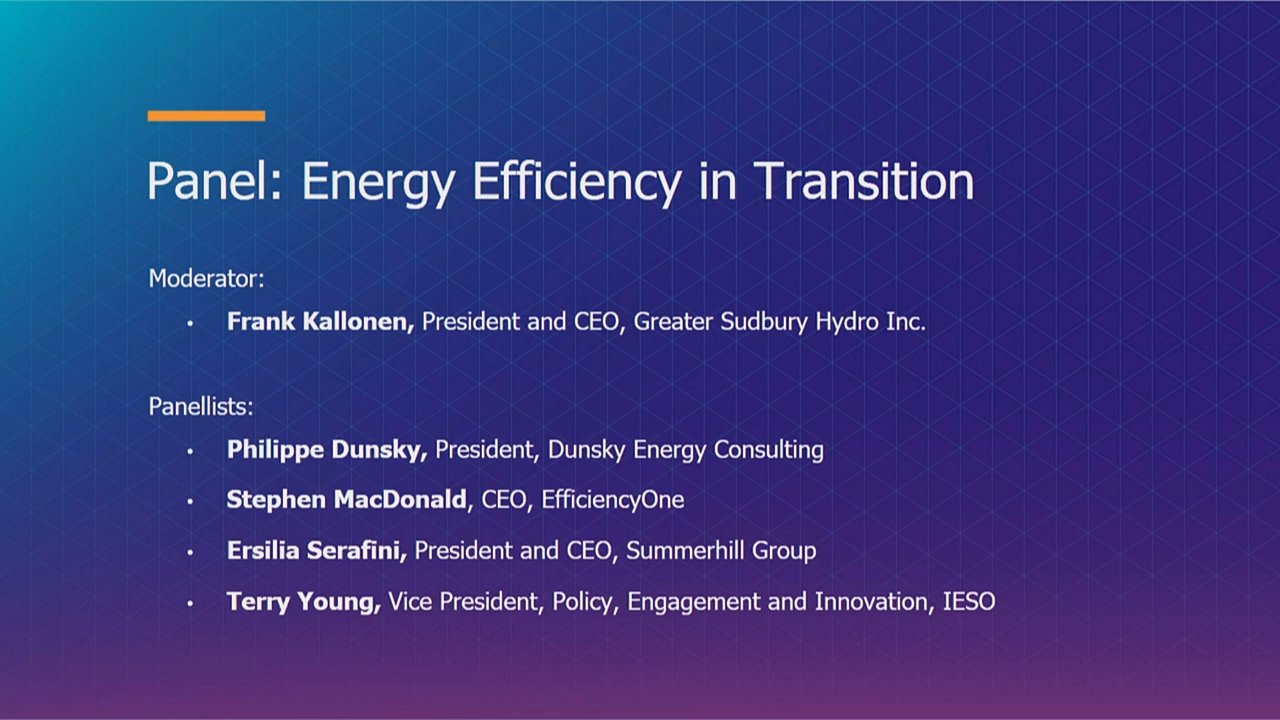 Panel: Energy Efficiency in Transition
Moderator:
• Frank Kallonen, President and CEO, Greater Sudbury Hydro Inc.
Panellists:
• Philippe Dunsky, President, Dunsky Energy Consulting
• Stephen MacDonald, CEO, EfficiencyOne
• Ersilia Serafini, President and CEO, Summerhill Group
• Terry Young, Vice President, Policy, Engagement and Innovation, IESO